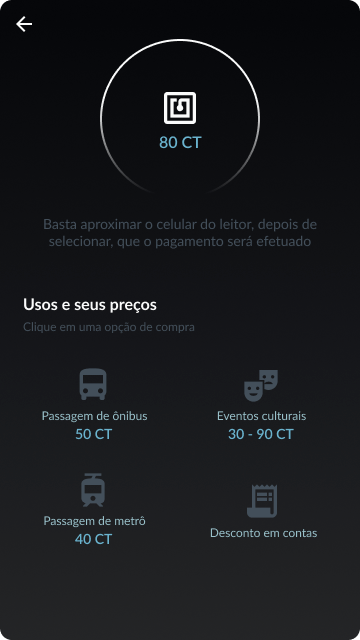 80 CT
Basta aproximar o celular do leitor, depois de
selecionar, que o pagamento será efetuado
Usos e seus preços
Clique em uma opção de compra
Passagem de ônibus
50 CT
Eventos culturais
30 - 90 CT
Passagem de metrô
40 CT
Desconto em contas